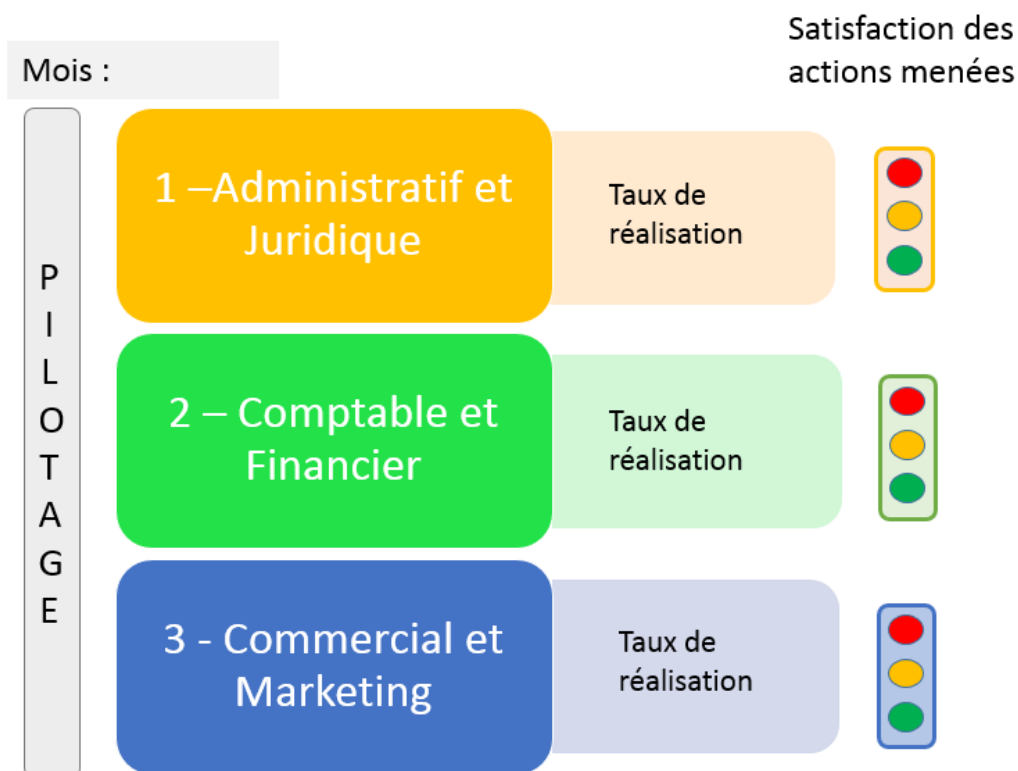 Satisfaction des
actions menées
Mois :
P
I
L
O
T
A
G
E
1 –Administratif et
Juridique
Taux de
réalisation
2 – Comptable et
Financier
Taux de
réalisation
3 - Commercial et
Marketing
Taux de
réalisation